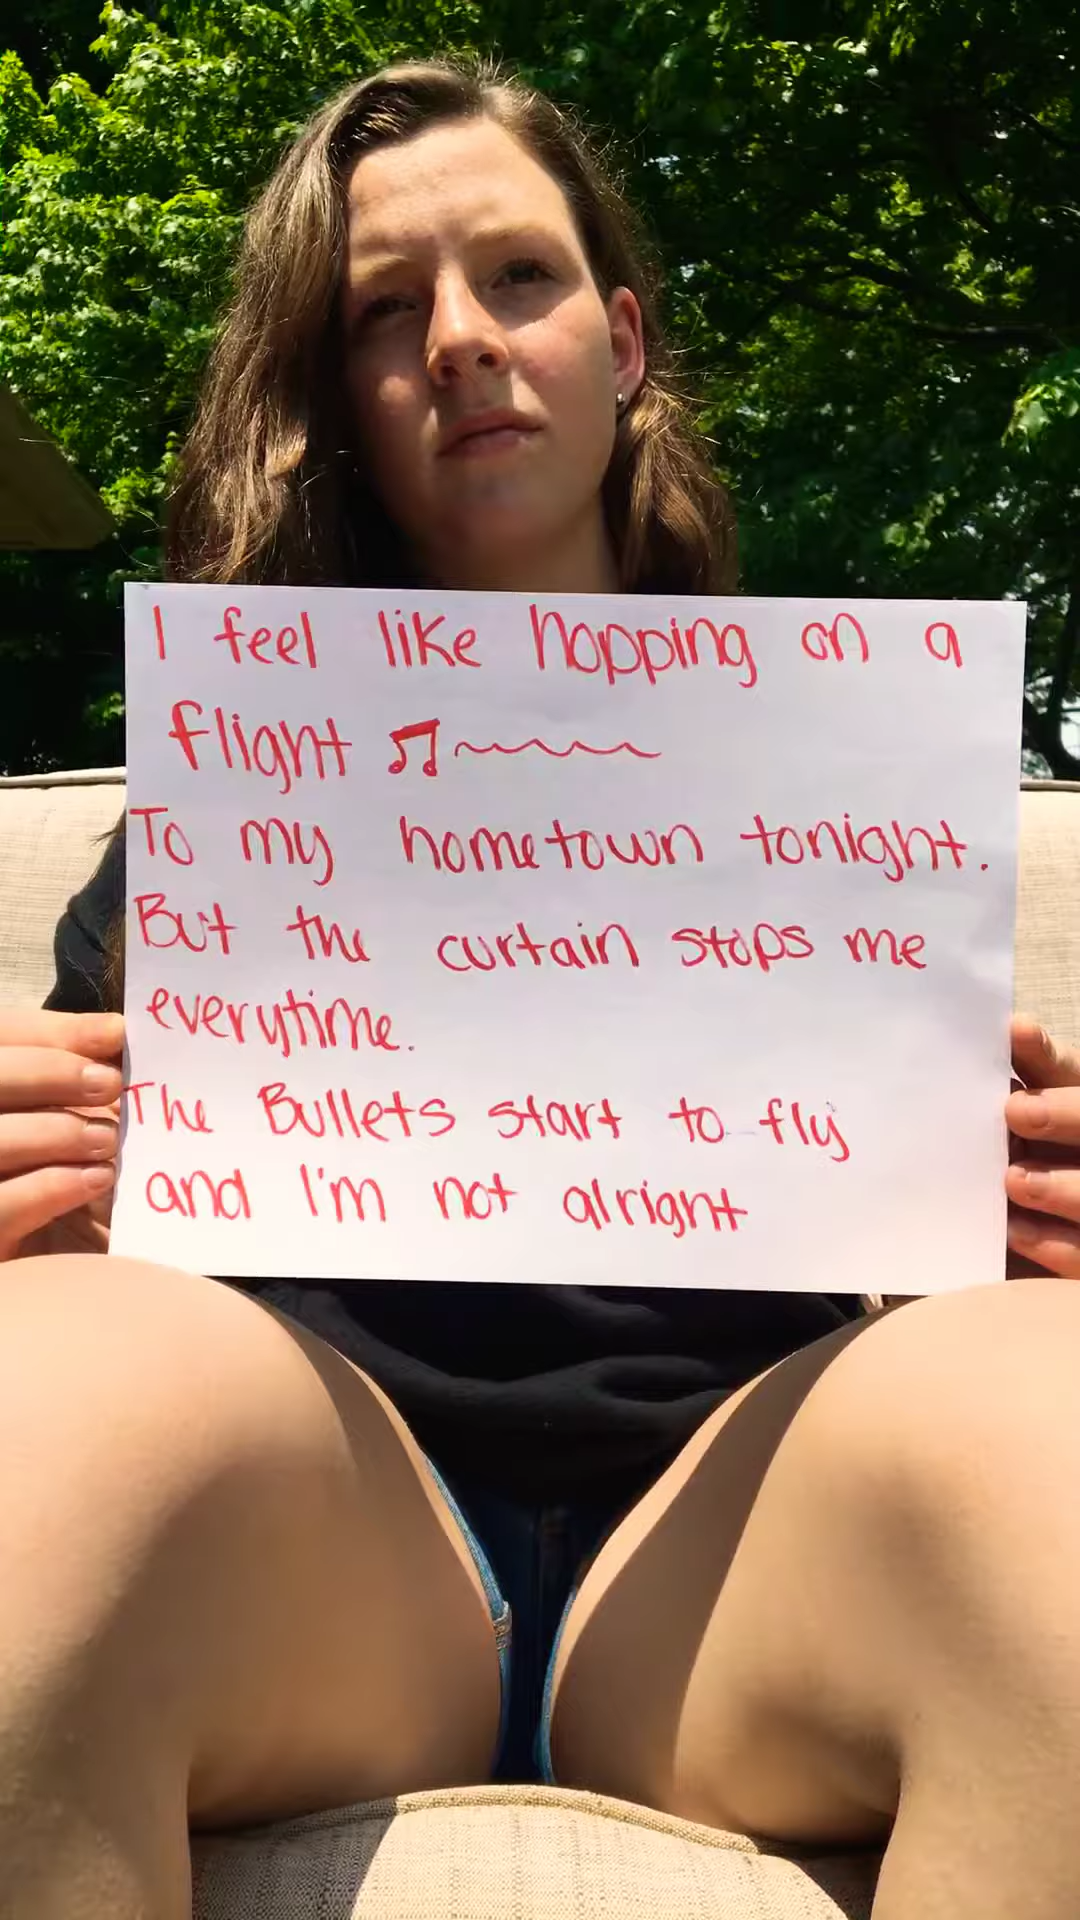 I feel like hopping on a
flight ♫
To my hometown tonight.
But the curtain stops me
everytime.
The Bullets start to fly
and I'm not alright